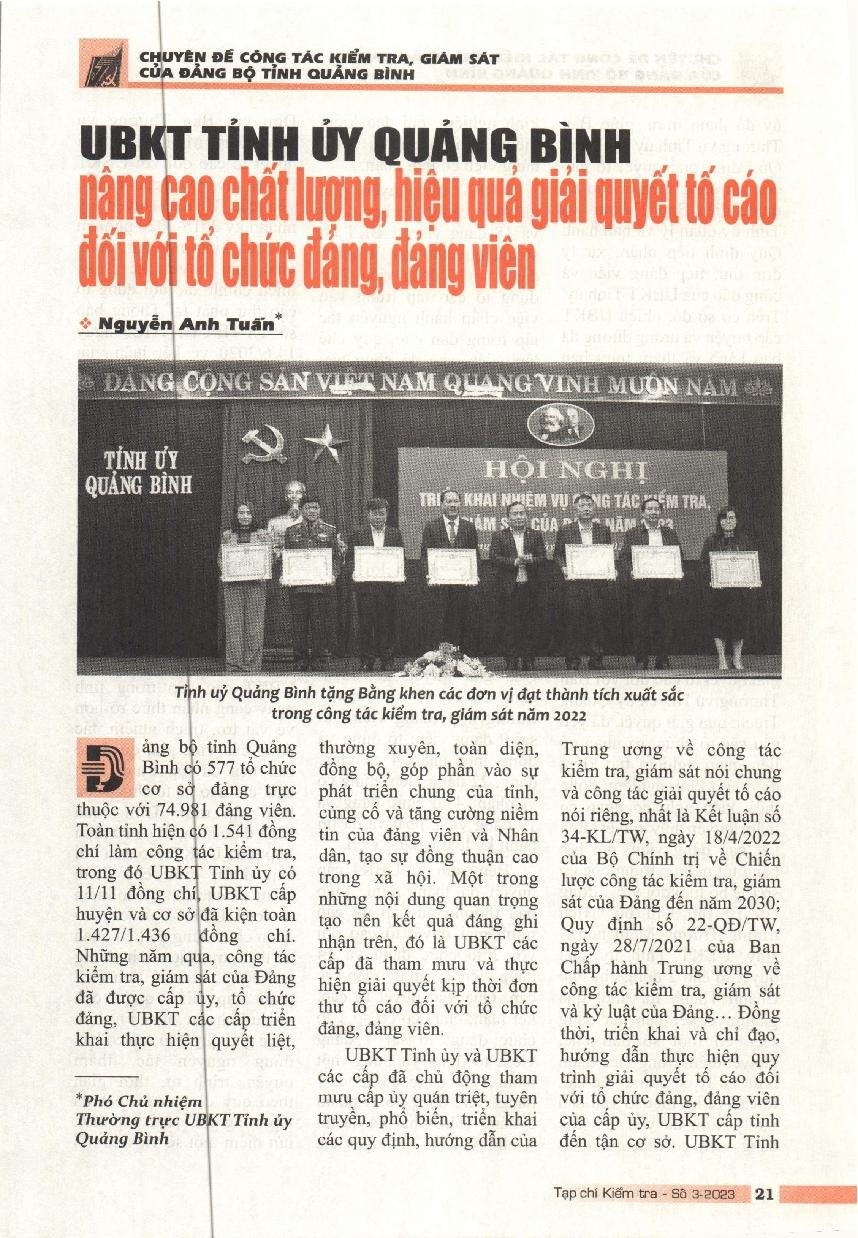 CHUYÊN ĐỀ CÔNG TÁC KIỂM TRA, GIÁM SÁT
CỦA ĐẢNG BỘ TỈNH QUẢNG BÌNH
UBKT TỈNH ỦY QUẢNG BÌNH
nâng cao chất lượng, hiệu quả giải quyết tố cáo
đối với tổ chức đảng, đảng viên
❖ Nguyễn Anh Tuấn*
ĐẢNG CỘNG SẢN VIỆT NAM QUANG VINH MUÔN NĂM
TỈNH ỦY
QUẢNG BÌNH
HỘI NGHỊ
TRIỂN KHAI NHIỆM VỤ CÔNG TÁC KIỂM TRA,
GIÁM SÁT CỦA ĐẢNG NĂM 2023
Tỉnh uỷ Quảng Bình tặng Bằng khen các đơn vị đạt thành tích xuất sắc
trong công tác kiểm tra, giám sát năm 2022
Đảng bộ tỉnh Quảng
Bình có 577 tổ chức
cơ sở đảng trực
thuộc với 74.981 đảng viên.
Toàn tỉnh hiện có 1.541 đồng
chí làm công tác kiểm tra,
trong đó UBKT Tỉnh ủy có
11/11 đồng chí, UBKT cấp
huyện và cơ sở đã kiện toàn
1.427/1.436 đồng chí.
Những năm qua, công tác
kiểm tra, giám sát của Đảng
đã được cấp ủy, tổ chức
đảng, UBKT các cấp triển
khai thực hiện quyết liệt,
*Phó Chủ nhiệm
Thường trực UBKT Tỉnh ủy
Quảng Bình
thường xuyên, toàn diện,
đồng bộ, góp phần vào sự
phát triển chung của tỉnh,
củng cố và tăng cường niềm
tin của đảng viên và Nhân
dân, tạo sự đồng thuận cao
trong xã hội. Một trong
những nội dung quan trọng
tạo nên kết quả đáng ghi
nhận trên, đó là UBKT các
cấp đã tham mưu và thực
hiện giải quyết kịp thời đơn
thư tố cáo đối với tổ chức
đảng, đảng viên.
UBKT Tỉnh ủy và UBKT
các cấp đã chủ động tham
mưu cấp ủy quán triệt, tuyên
truyền, phổ biến, triển khai
các quy định, hướng dẫn của
Trung ương về công tác
kiểm tra, giám sát nói chung
và công tác giải quyết tố cáo
nói riêng, nhất là Kết luận số
34-KL/TW, ngày 18/4/2022
của Bộ Chính trị về Chiến
lược công tác kiểm tra, giám
sát của Đảng đến năm 2030;
Quy định số 22-QĐ/TW,
ngày 28/7/2021 của Ban
Chấp hành Trung ương về
công tác kiểm tra, giám sát
và kỷ luật của Đảng... Đồng
thời, triển khai và chỉ đạo,
hướng dẫn thực hiện quy
trình giải quyết tố cáo đối
với tổ chức đảng, đảng viên
của cấp ủy, UBKT cấp tỉnh
đến tận cơ sở. UBKT Tỉnh
Tạp chí Kiểm tra - Số 3-2023 21